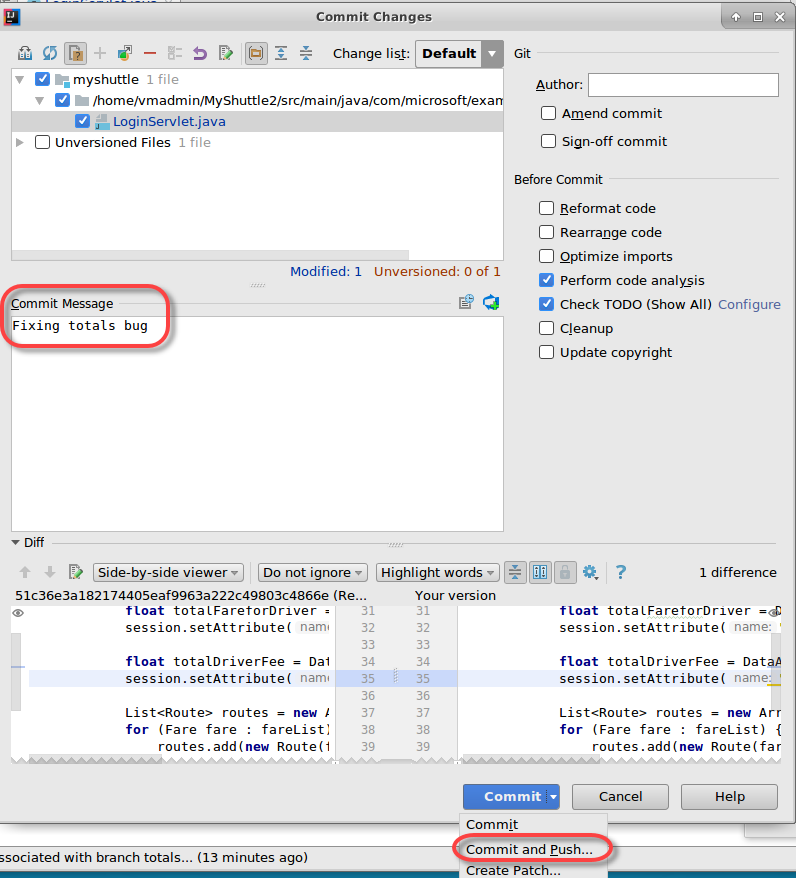 LoginServlet.java
Commit Changes
Change list: Default
myshuttle 1 file
/home/vmadmin/MyShuttle2/src/main/java/com/microsoft/exam
LoginServlet.java
Unversioned Files 1 file
Modified: 1 Unversioned: 0 of 1
Commit Message
Fixing totals bug
Git
Author:
Amend commit
Sign-off commit
Before Commit
Reformat code
Rearrange code
Optimize imports
Perform code analysis
Check TODO (Show All) Configure
Cleanup
Update copyright
Diff
Side-by-side viewer Do not ignore Highlight words ? 1 difference
51c36e3a182174405eaf9963a222c49803c4866e (Re... Your version
float totalFareforDriver = 31 31 float totalFareforDriver = D
session.setAttribute( name 32 32 session.setAttribute( name:
33 33
float totalDriverFee = Dat 34 34 float totalDriverFee = DataA
session.setAttribute( name 35 35 session.setAttribute( name:
36 36
List<Route> routes = new A 37 37 List<Route> routes = new Arr
for (Fare fare : fareList) 38 38 for (Fare fare : fareList) {
routes.add(new Route(f 39 39 routes.add(new Route(far
Commit Cancel Help
Commit
Commit and Push...
Create Patch...
ssociated with branch totals... (13 minutes ago)